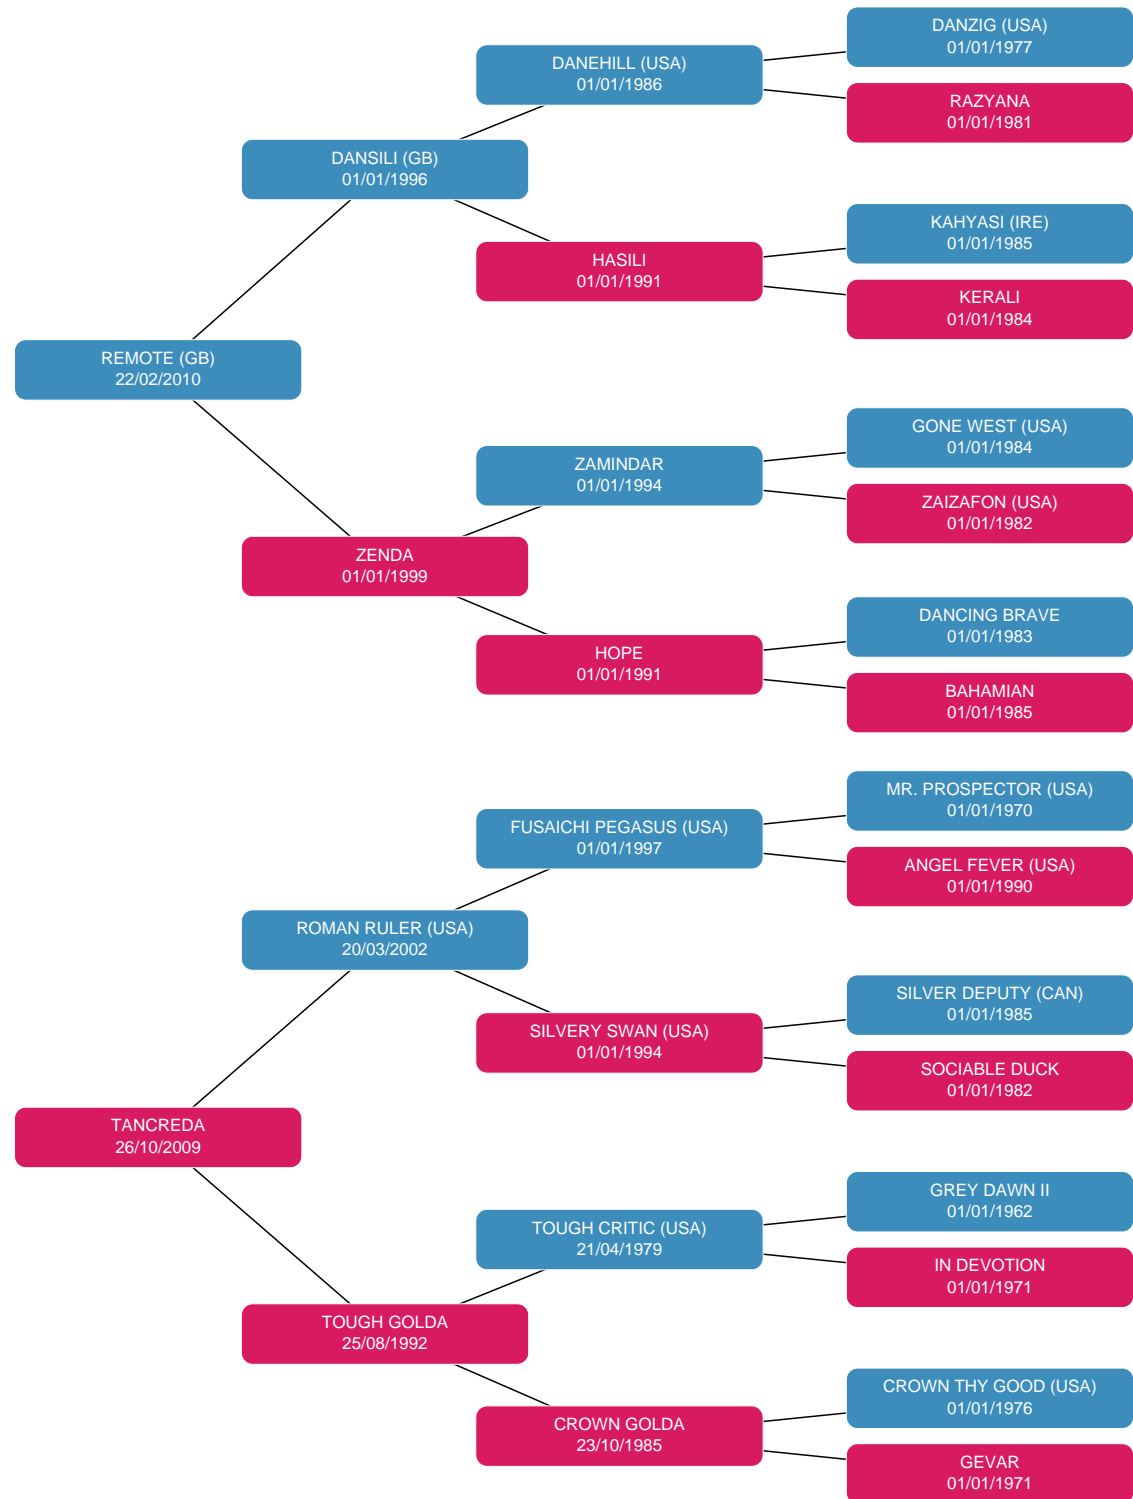 DANZIG (USA)
01/01/1977
DANEHILL (USA)
01/01/1986
RAZYANA
01/01/1981
DANSILI (GB)
01/01/1996
KAHYASI (IRE)
01/01/1985
HASILI
01/01/1991
KERALI
01/01/1984
REMOTE (GB)
22/02/2010
GONE WEST (USA)
01/01/1984
ZAMINDAR
01/01/1994
ZAIZAFON (USA)
01/01/1982
ZENDA
01/01/1999
DANCING BRAVE
01/01/1983
HOPE
01/01/1991
BAHAMIAN
01/01/1985
MR. PROSPECTOR (USA)
01/01/1970
FUSAICHI PEGASUS (USA)
01/01/1997
ANGEL FEVER (USA)
01/01/1990
ROMAN RULER (USA)
20/03/2002
SILVER DEPUTY (CAN)
01/01/1985
SILVERY SWAN (USA)
01/01/1994
SOCIABLE DUCK
01/01/1982
TANCREDA
26/10/2009
GREY DAWN II
01/01/1962
TOUGH CRITIC (USA)
21/04/1979
IN DEVOTION
01/01/1971
TOUGH GOLDA
25/08/1992
CROWN THY GOOD (USA)
01/01/1976
CROWN GOLDA
23/10/1985
GEVAR
01/01/1971